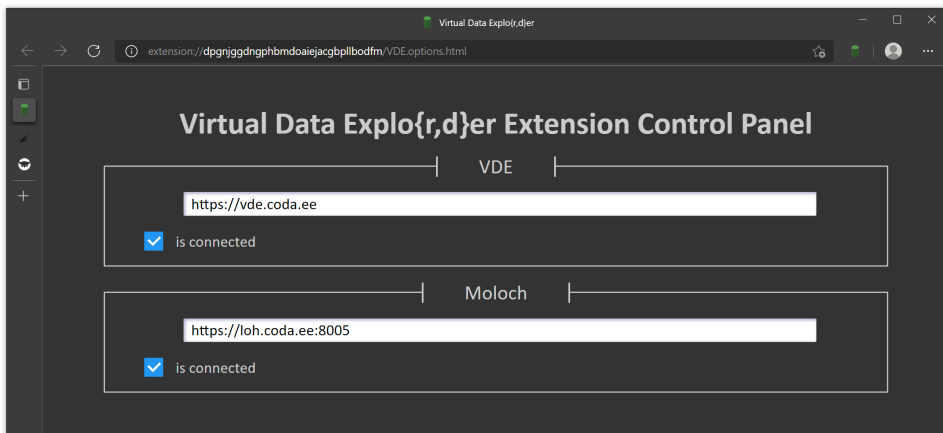 Virtual Data Explo{r,d}er
extension://dpgnjggdngphbmdoaiejacgbpllbodfm/VDE.options.html
Virtual Data Explo{r,d}er Extension Control Panel
VDE
https://vde.coda.ee
is connected
Moloch
https://loh.coda.ee:8005
is connected